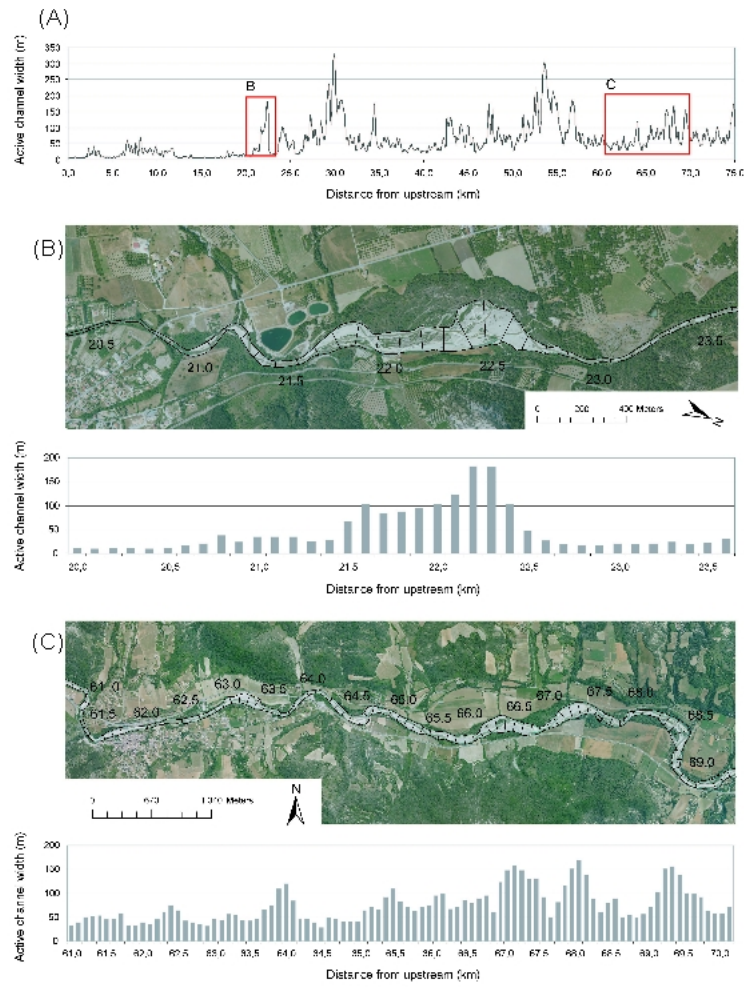 (A)
Active channel width (m)
350
300
250
200
150
100
50
0
B
C
0,0 5,0 10,0 15,0 20,0 25,0 30,0 35,0 40,0 45,0 50,0 55,0 60,0 65,0 70,0 75,0
Distance from upstream (km)
(B)
20.5 21.0 21.5 22.0 22.5 23.0 23.5
0 200 400 Meters
Active channel width (m)
200
150
100
50
0
20,0 20,5 21,0 21,5 22,0 22,5 23,0 23,5
Distance from upstream (km)
(C)
61.0 61.5 62.0 62.5 63.0 63.5 64.0 64.5 65.0 65.5 66.0 66.5 67.0 67.5 68.0 68.5 69.0
N
0 670 Meters
Active channel width (m)
200
150
100
50
0
61,0 61,5 62,0 62,5 63,0 63,5 64,0 64,5 65,0 65,5 66,0 66,5 67,0 67,5 68,0 68,5 69,0 69,5 70,0
Distance from upstream (km)